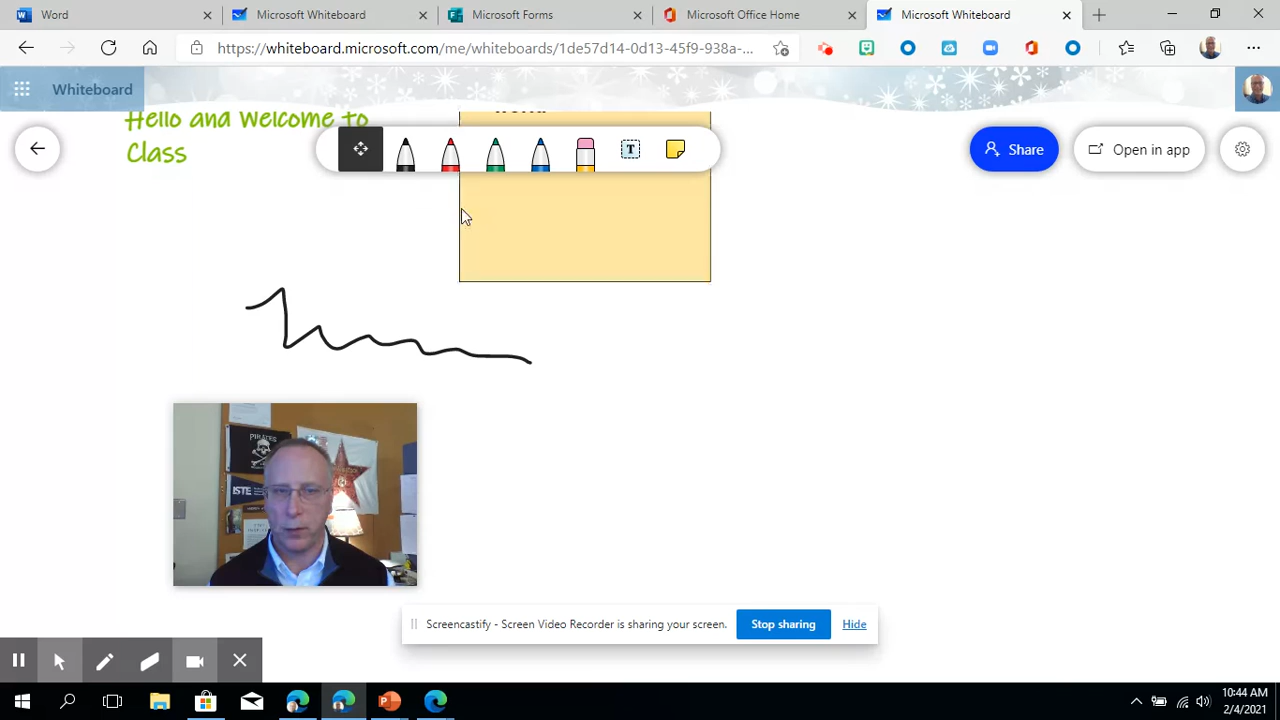 Word
Microsoft Whiteboard
Microsoft Forms
Microsoft Office Home
Microsoft Whiteboard
https://whiteboard.microsoft.com/me/whiteboards/1de57d14-0d13-45f9-938a-...
Whiteboard
Hello and Welcome to
Class
T
Share
Open in app
PIRATES
ISTE
Screencastify - Screen Video Recorder is sharing your screen.
Stop sharing
Hide
10:44 AM
2/4/2021